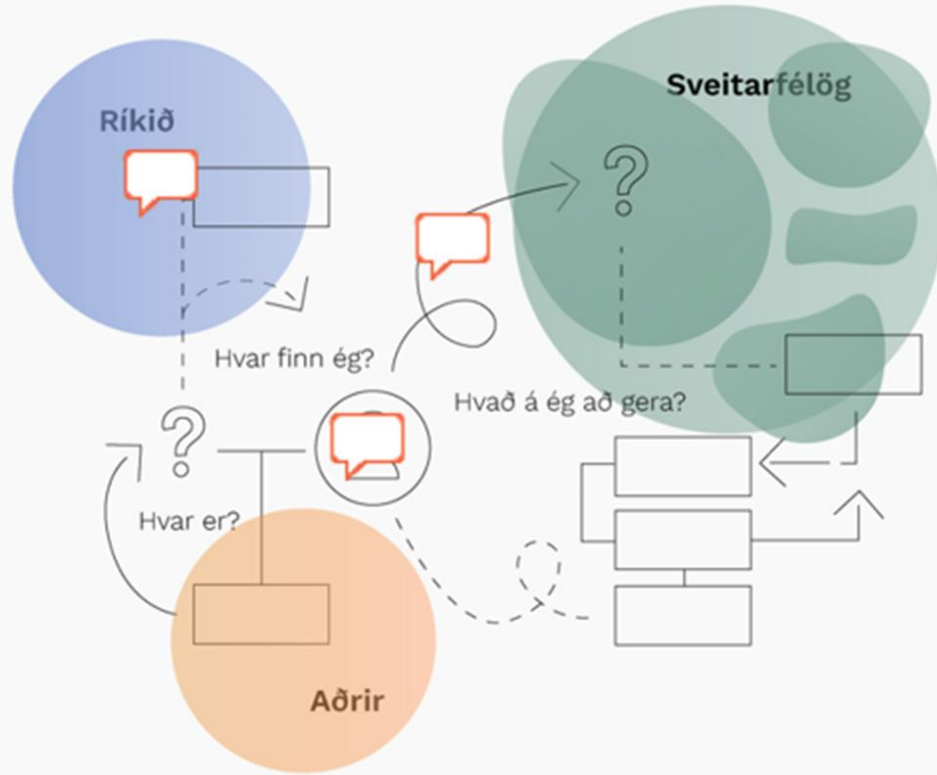 Sveitarfélög
Ríkið
?
Hvar finn ég?
Hvað á ég að gera?
?
Hvar er?
Aðrir